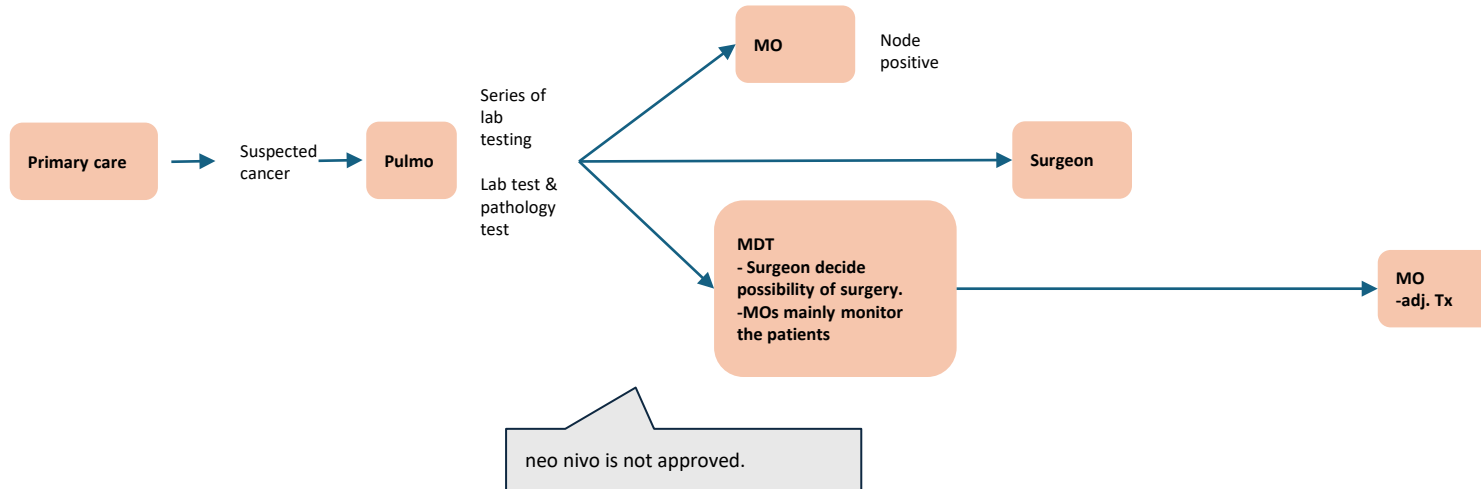 Primary care
Suspected
cancer
Pulmo
Series of
lab
testing
Lab test &
pathology
test
MO
Node
positive
Surgeon
MDT
- Surgeon decide
possibility of surgery.
-MOs mainly monitor
the patients
MO
-adj. Tx
neo nivo is not approved.